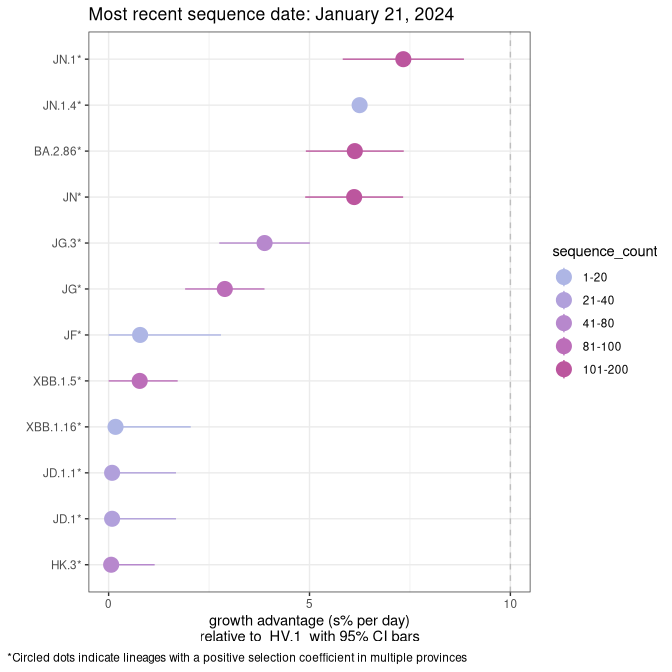 Most recent sequence date: January 21, 2024
JN.1*
JN.1.4*
BA.2.86*
JN*
JG.3*
JG*
JF*
XBB.1.5*
XBB.1.16*
JD.1.1*
JD.1*
HK.3*
0 5 10
growth advantage (s% per day)
relative to HV.1 with 95% CI bars
sequence_count
1-20
21-40
41-80
81-100
101-200
*Circled dots indicate lineages with a positive selection coefficient in multiple provinces